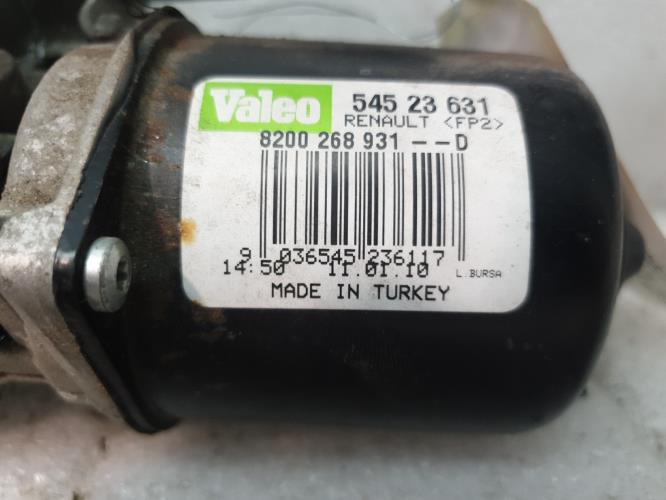 Valeo 545 23 631
RENAULT <FP2>
8200 268 931 -- D
9 036545 236117
14:50 11.01.10 L.BURSA
MADE IN TURKEY